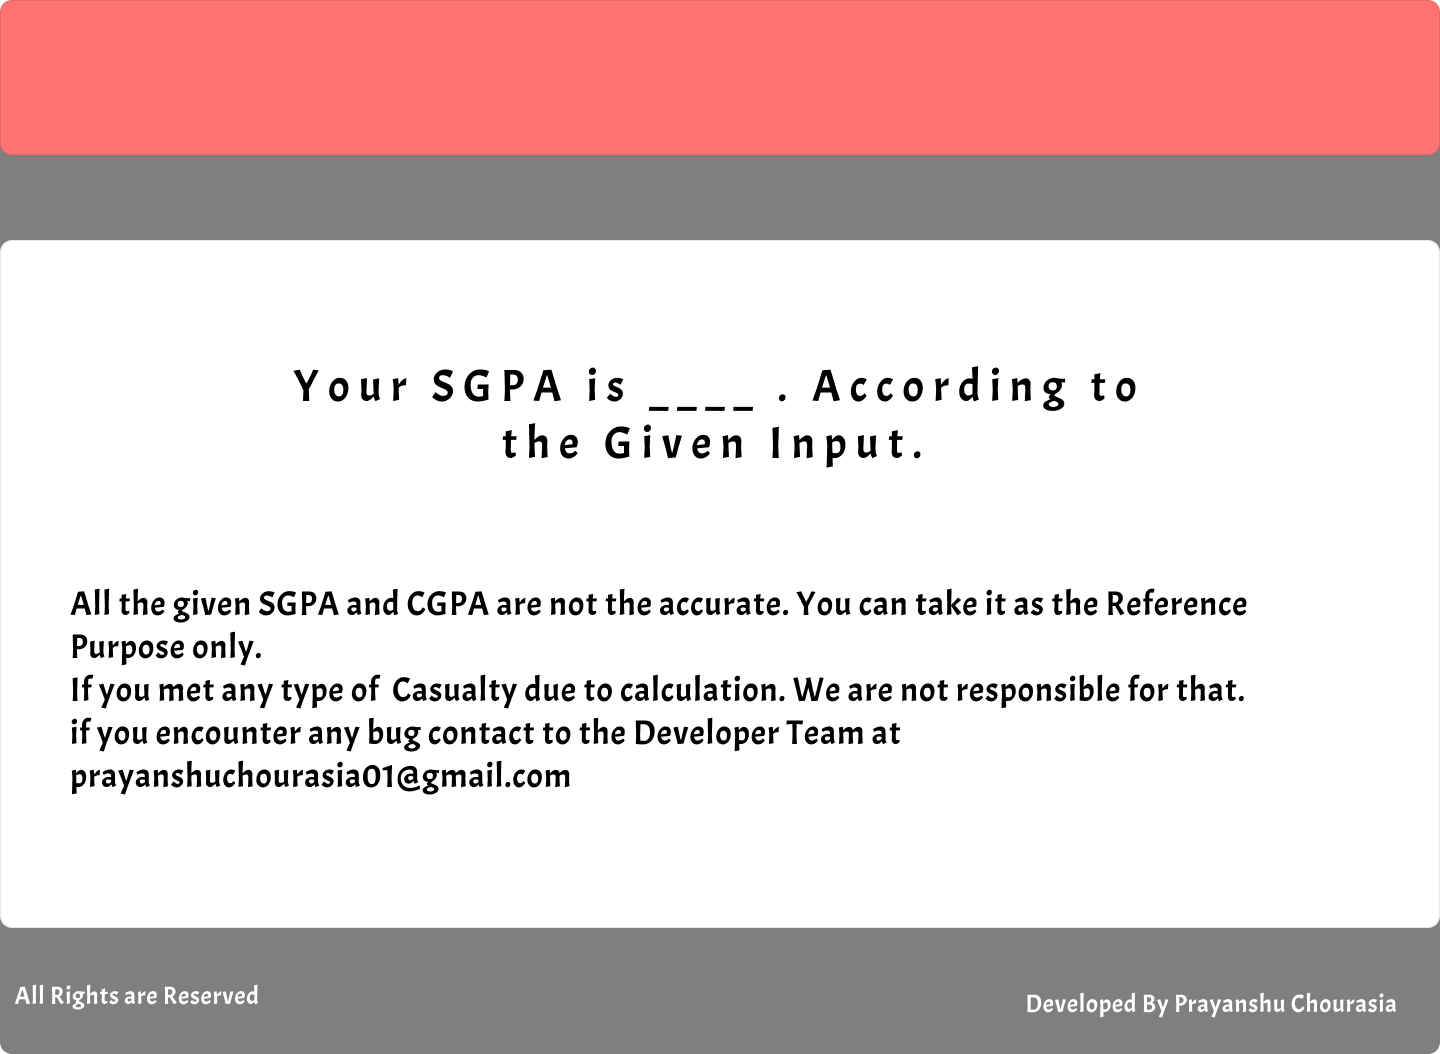 Your SGPA is ____ . According to
the Given Input.
All the given SGPA and CGPA are not the accurate. You can take it as the Reference
Purpose only.
If you met any type of  Casualty due to calculation. We are not responsible for that.
if you encounter any bug contact to the Developer Team at
prayanshuchourasia01@gmail.com
All Rights are Reserved
Developed By Prayanshu Chourasia